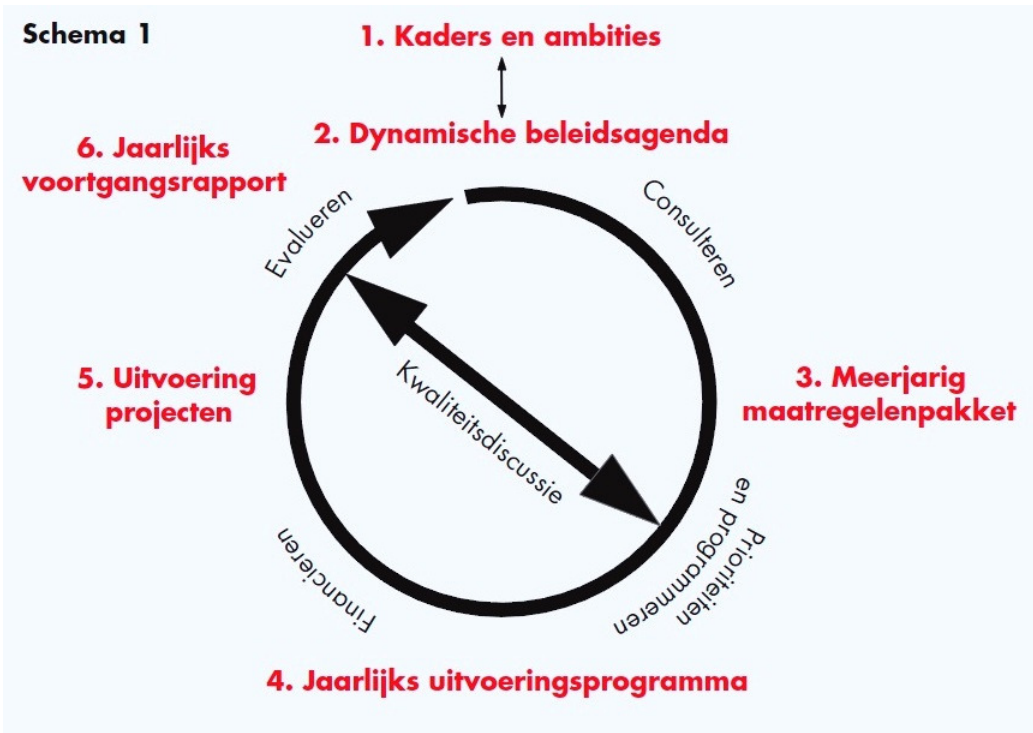 Schema 1
1. Kaders en ambities
2. Dynamische beleidsagenda
6. Jaarlijks
voortgangsrapport
Evalueren
Consulteren
Kwaliteitsdiscussie
5. Uitvoering
projecten
3. Meerjarig
maatregelenpakket
Prioriteiten
en programmeren
Financiëren
4. Jaarlijks uitvoeringsprogramma